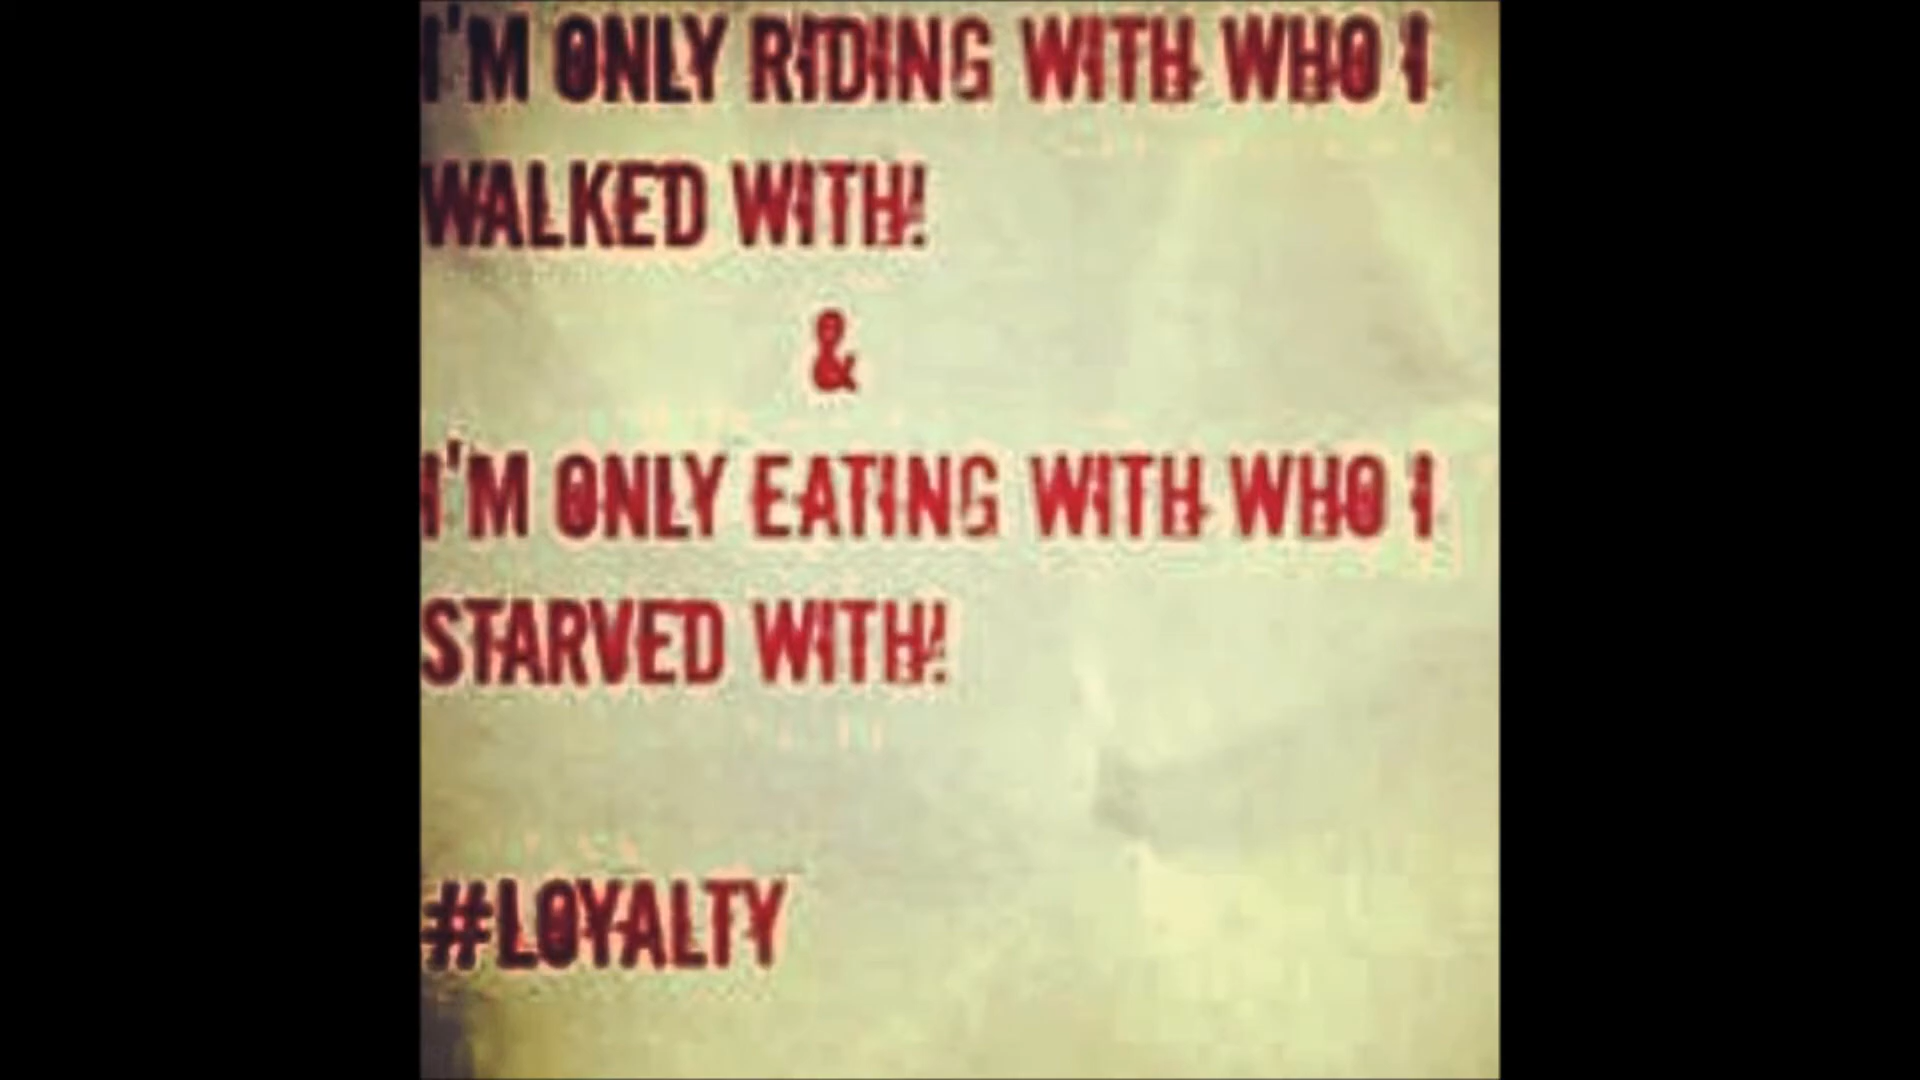 I'M ONLY RIDING WITH WHO I
WALKED WITH!
&
I'M ONLY EATING WITH WHO I
STARVED WITH!
#LOYALTY